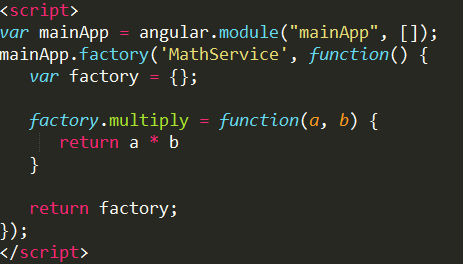 <script>
var mainApp = angular.module("mainApp", []);
mainApp.factory('MathService', function() {
   var factory = {};

   factory.multiply = function(a, b) {
      return a * b
   }

   return factory;
});
</script>